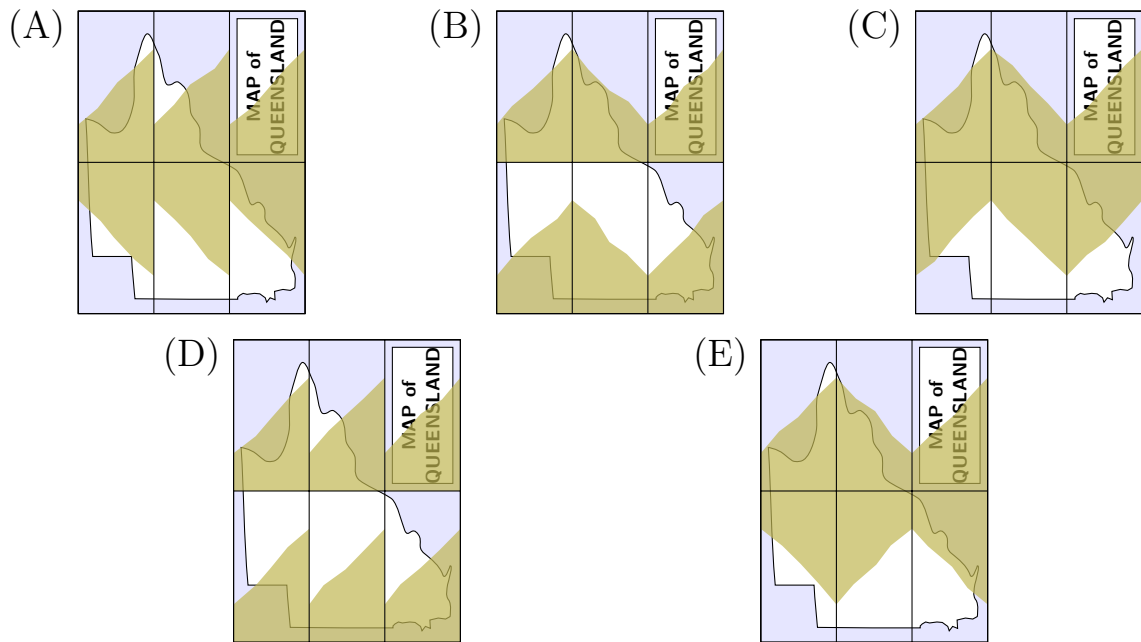 (A)
MAP of
QUEENSLAND
(B)
MAP of
QUEENSLAND
(C)
MAP of
QUEENSLAND
(D)
MAP of
QUEENSLAND
(E)
MAP of
QUEENSLAND